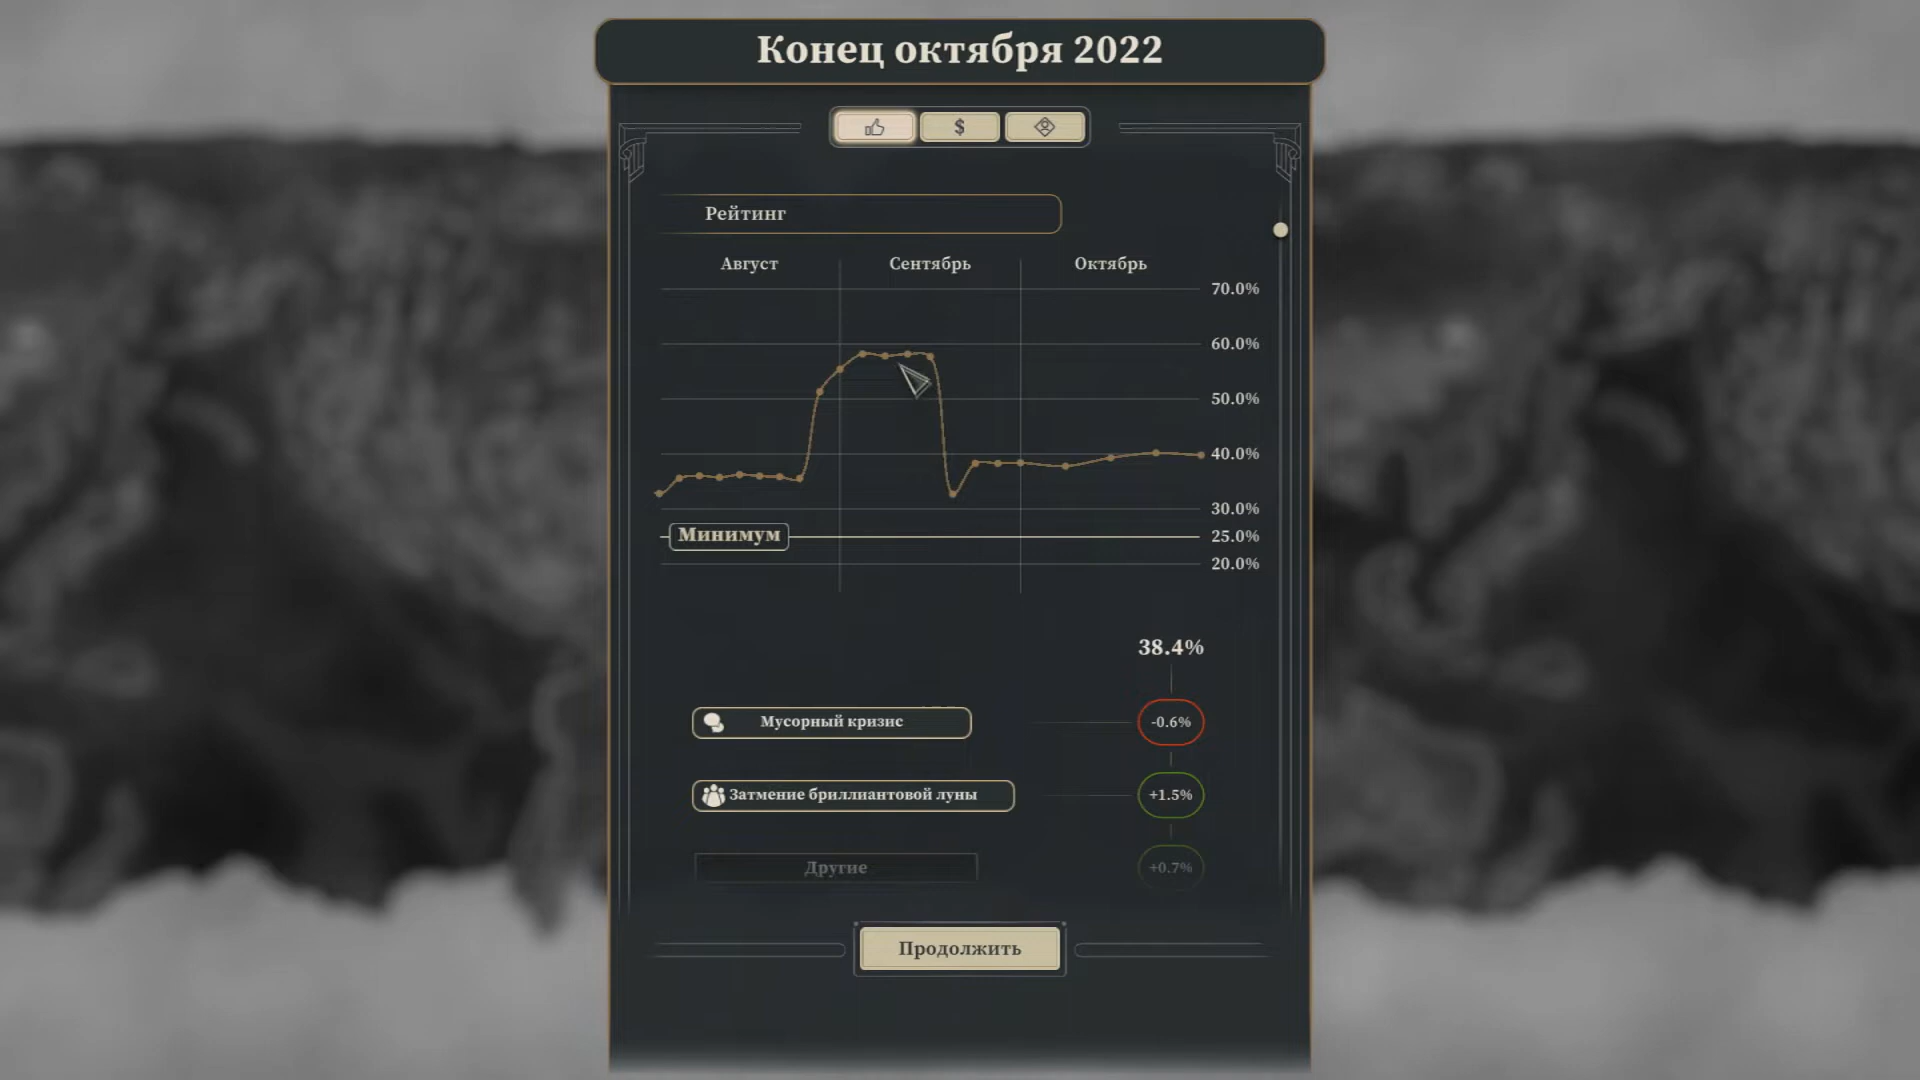 Конец октября 2022
$
Рейтинг
Август Сентябрь Октябрь
70.0%
60.0%
50.0%
40.0%
30.0%
Минимум 25.0%
20.0%
38.4%
Мусорный кризис -0.6%
Затмение бриллиантовой луны +1.5%
Другие +0.7%
Продолжить